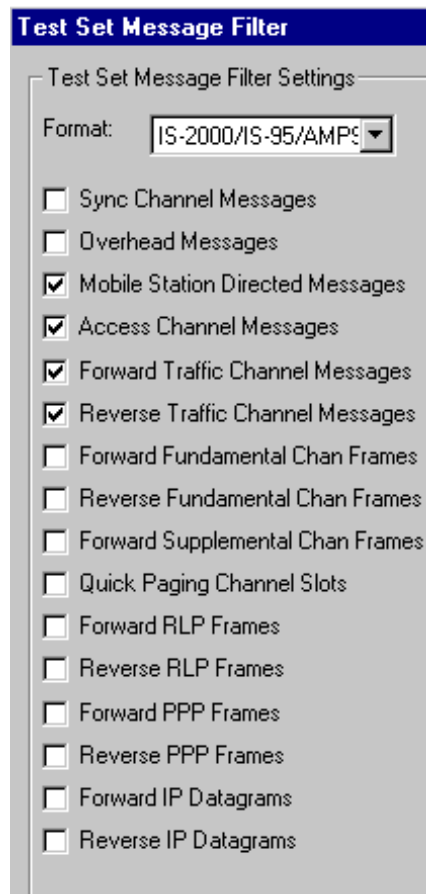 Test Set Message Filter
Test Set Message Filter Settings
Format: IS-2000/IS-95/AMPS
Sync Channel Messages
Overhead Messages
Mobile Station Directed Messages
Access Channel Messages
Forward Traffic Channel Messages
Reverse Traffic Channel Messages
Forward Fundamental Chan Frames
Reverse Fundamental Chan Frames
Forward Supplemental Chan Frames
Quick Paging Channel Slots
Forward RLP Frames
Reverse RLP Frames
Forward PPP Frames
Reverse PPP Frames
Forward IP Datagrams
Reverse IP Datagrams